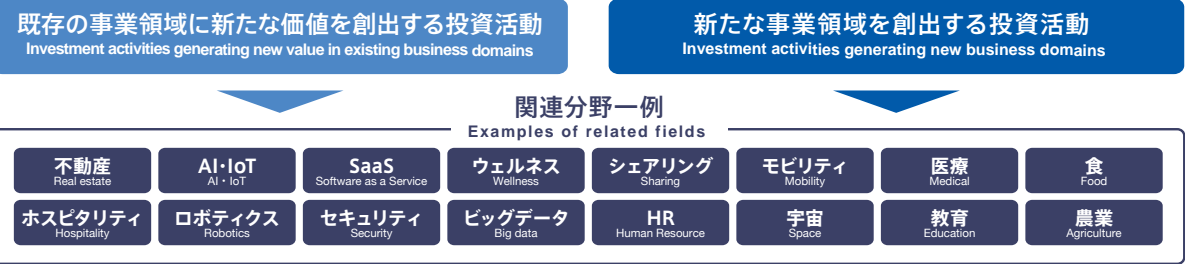 既存の事業領域に新たな価値を創出する投資活動
Investment activities generating new value in existing business domains
新たな事業領域を創出する投資活動
Investment activities generating new business domains
関連分野一例
Examples of related fields
不動産
Real estate
AI・IoT
AI・IoT
SaaS
Software as a Service
ウェルネス
Wellness
シェアリング
Sharing
モビリティ
Mobility
医療
Medical
食
Food
ホスピタリティ
Hospitality
ロボティクス
Robotics
セキュリティ
Security
ビッグデータ
Big data
HR
Human Resource
宇宙
Space
教育
Education
農業
Agriculture